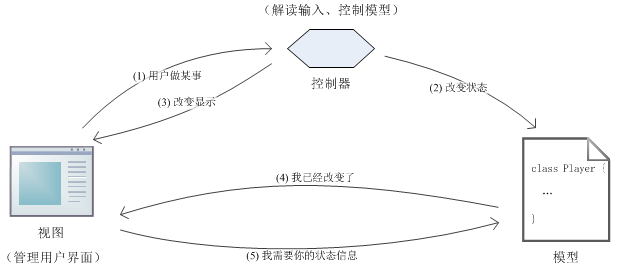 （解读输入、控制模型）
(1) 用户做某事
控制器
(2) 改变状态
(3) 改变显示
class Player {
...
}
(4) 我已经改变了
视图
（管理用户界面）
(5) 我需要你的状态信息
模型